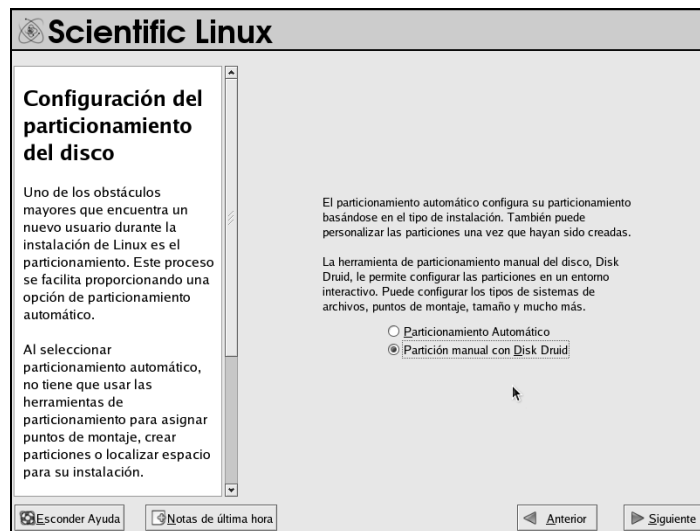 Scientific Linux
Configuración del
particionamiento
del disco
Uno de los obstáculos
mayores que encuentra un
nuevo usuario durante la
instalación de Linux es el
particionamiento. Este proceso
se facilita proporcionando una
opción de particionamiento
automático.
Al seleccionar
particionamiento automático,
no tiene que usar las
herramientas de
particionamiento para asignar
puntos de montaje, crear
particiones o localizar espacio
para su instalación.
El particionamiento automático configura su particionamiento
basándose en el tipo de instalación. También puede
personalizar las particiones una vez que hayan sido creadas.
La herramienta de particionamiento manual del disco, Disk
Druid, le permite configurar las particiones en un entorno
interactivo. Puede configurar los tipos de sistemas de
archivos, puntos de montaje, tamaño y mucho más.
Particionamiento Automático
Partición manual con Disk Druid
Esconder Ayuda
Notas de última hora
Anterior
Siguiente